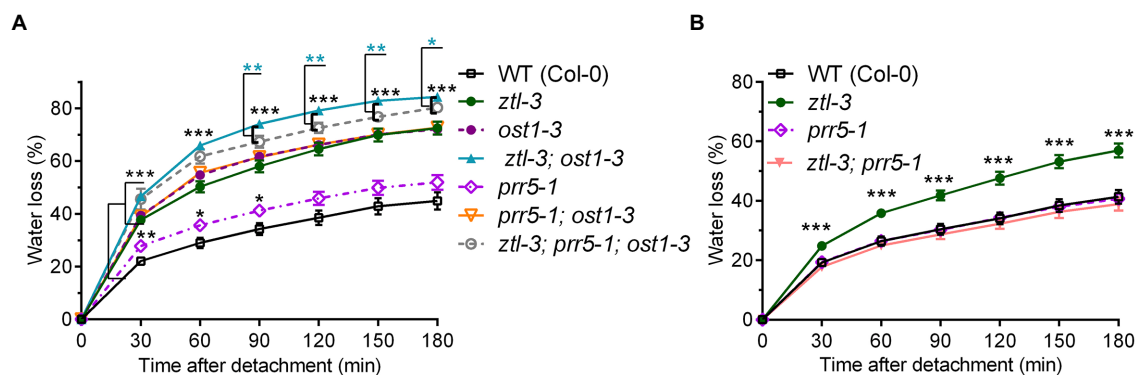 A
B
Water loss (%)
80
60
40
20
0
0 30 60 90 120 150 180
Time after detachment (min)
*** *** *** *** *** ***
** * *
** ** ** *
WT (Col-0)
ztl-3
ost1-3
ztl-3; ost1-3
prr5-1
prr5-1; ost1-3
ztl-3; prr5-1; ost1-3
Water loss (%)
80
60
40
20
0
0 30 60 90 120 150 180
Time after detachment (min)
*** *** *** *** *** ***
WT (Col-0)
ztl-3
prr5-1
ztl-3; prr5-1